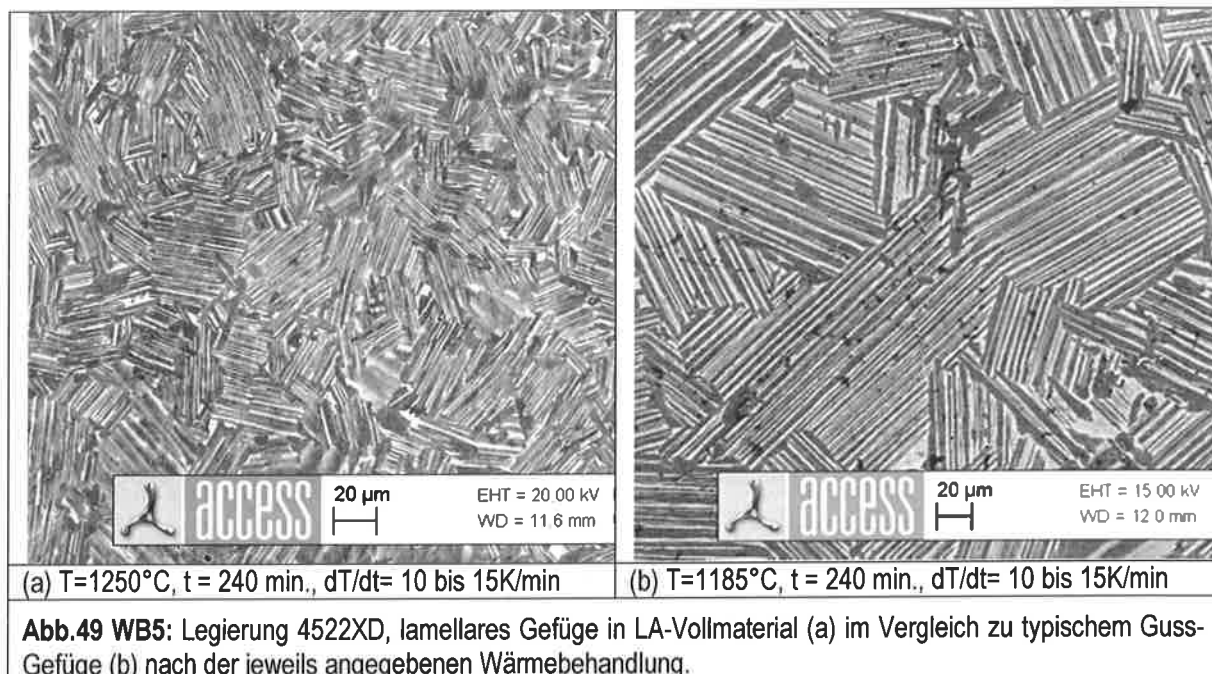 access
20 µm
EHT = 20.00 kV
WD = 11.6 mm
access
20 µm
EHT = 15.00 kV
WD = 12.0 mm
(a) T=1250°C, t = 240 min., dT/dt= 10 bis 15K/min
(b) T=1185°C, t = 240 min., dT/dt= 10 bis 15K/min
Abb.49 WB5: Legierung 4522XD, lamellares Gefüge in LA-Vollmaterial (a) im Vergleich zu typischem Guss-
Gefüge (b) nach der jeweils angegebenen Wärmebehandlung.